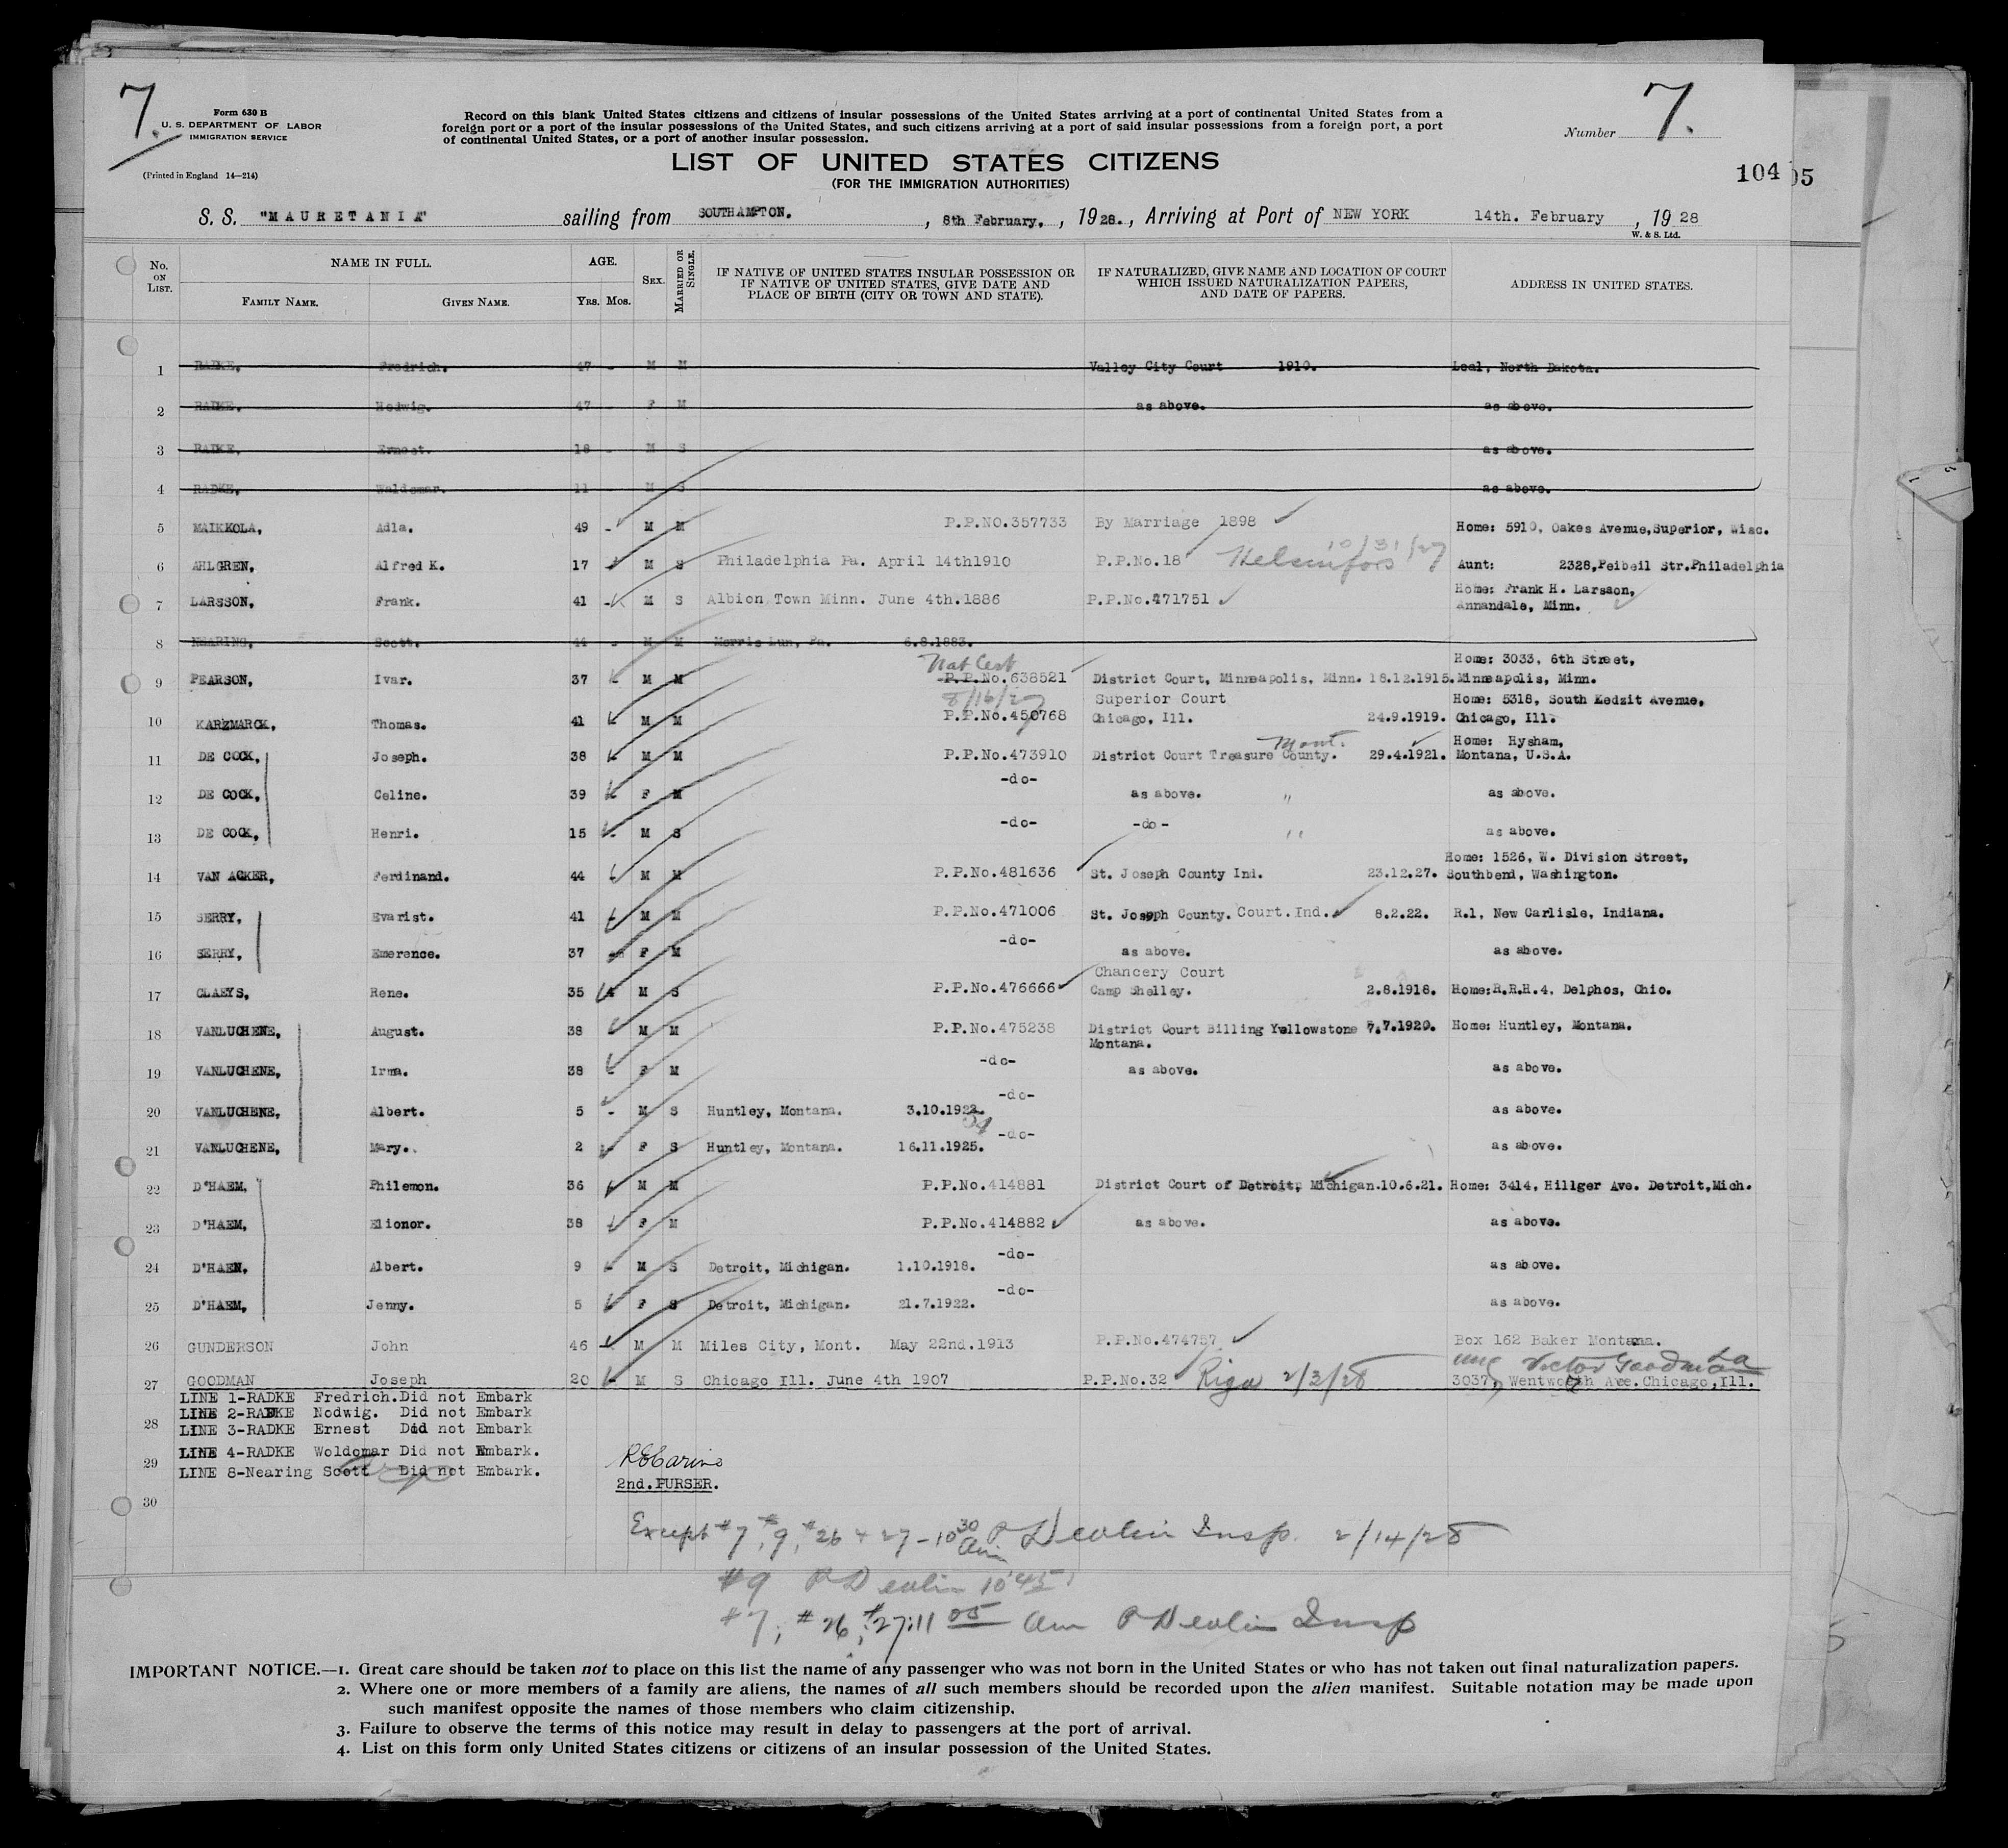 7.
Form 630 B
U. S. DEPARTMENT OF LABOR
IMMIGRATION SERVICE
(Printed in England 14—214)
Record on this blank United States citizens and citizens of insular possessions of the United States arriving at a port of continental United States from a
foreign port or a port of the insular possessions of the United States, and such citizens arriving at a port of said insular possessions from a foreign port, a port
of continental United States, or a port of another insular possession.
Number 7.
LIST OF UNITED STATES CITIZENS
(FOR THE IMMIGRATION AUTHORITIES)
104
05
S. S. "MAURETANIA" sailing from SOUTHAMPTON. , 8th February. , 1928. , Arriving at Port of NEW YORK 14th. February , 1928
W. & S. Ltd.
No. ON LIST. NAME IN FULL. FAMILY NAME. GIVEN NAME. AGE. YRS. MOS. SEX. MARRIED OR SINGLE. IF NATIVE OF UNITED STATES INSULAR POSSESSION OR IF NATIVE OF UNITED STATES, GIVE DATE AND PLACE OF BIRTH (CITY OR TOWN AND STATE). IF NATURALIZED, GIVE NAME AND LOCATION OF COURT WHICH ISSUED NATURALIZATION PAPERS, AND DATE OF PAPERS. ADDRESS IN UNITED STATES.
1 RADKE, Fredrich. 47 - M M Valley City Court 1910. Leal, North Dakota.
2 RADKE, Hedwig. 47 - F M as above. as above.
3 RADKE, Ernest. 18 - M S as above.
4 RADKE, Waldemar. 11 M S as above.
5 MAIKKOLA, Adla. 49 - M M P.P.NO.357733 By Marriage 1898 Home: 5910, Oakes Avenue, Superior, Wisc.
6 AHLGREN, Alfred K. 17 - M S Philadelphia Pa. April 14th1910 P.P.No.18 Helsinfors 10/31/27 Aunt: 2328, Peibeil Str.Philadelphia
7 LARSSON, Frank. 41 - M S Albion Town Minn. June 4th.1886 P.P.No.471751 Home: Frank H. Larsson, Annandale, Minn.
8 NEARING, Scott. 44 - M M Morris Lun, Pa. 6.8.1883.
9 PEARSON, Ivar. 37 - M M Nat Cert P.P.No.638521 8/16/27 District Court, Minneapolis, Minn. 18.12.1915. Home: 3033, 6th Street, Minneapolis, Minn.
10 KARZMARCK, Thomas. 41 - M M P.P.No.450768 Superior Court Chicago, Ill. 24.9.1919. Home: 5318, South Kedzit Avenue, Chicago, Ill.
11 DE COCK, Joseph. 38 - M M P.P.No.473910 District Court Treasure County. Mont. 29.4.1921. Home: Hysham, Montana, U.S.A.
12 DE COCK, Celine. 39 - F M -do- as above. " as above.
13 DE COCK, Henri. 15 - M S -do- -do- " as above.
14 VAN ACKER, Ferdinand. 44 - M M P.P.No.481636 St. Joseph County Ind. 23.12.27. Home: 1526, W. Division Street, Southbend, Washington.
15 SERRY, Evarist. 41 - M M P.P.No.471006 St. Joseph County. Court.Ind. 8.2.22. R.1, New Carlisle, Indiana.
16 SERRY, Emerence. 37 - F M -do- as above. as above.
17 CLAEYS, Rene. 35 - M S P.P.No.476666 Chancery Court Camp Shelley. 2.8.1918. Home:R.R.H.4, Delphos, Ohio.
18 VANLUCHENE, August. 38 - M M P.P.No.475238 District Court Billing Yellowstone 7.7.1920. Montana. Home: Huntley, Montana.
19 VANLUCHENE, Irma. 38 - F M -do- as above. as above.
20 VANLUCHENE, Albert. 5 - M S Huntley, Montana. 3.10.1922. -do- as above.
21 VANLUCHENE, Mary. 2 - F S Huntley, Montana. 16.11.1925. -do- as above.
22 D'HAEM, Philemon. 36 - M M P.P.No.414881 District Court of Detroit, Michigan.10.6.21. Home: 3414, Hillger Ave. Detroit,Mich.
23 D'HAEM, Elionor. 38 - F M P.P.No.414882 as above. as above.
24 D'HAEN, Albert. 9 - M S Detroit, Michigan. 1.10.1918. -do- as above.
25 D'HAEM, Jenny. 5 - F S Detroit, Michigan. 21.7.1922. -do- as above.
26 GUNDERSON John 46 - M M Miles City, Mont. May 22nd.1913 P.P.No.474757 Box 162 Baker Montana.
27 GOODMAN Joseph 20 - M S Chicago Ill. June 4th 1907 P.P.No.32 Riga 2/3/28 unc Victor Goodman 3037, Wentworth Ave.Chicago,Ill.
LINE 1-RADKE Fredrich.Did not Embark
28 LINE 2-RADKE Nodwig. Did not Embark
LINE 3-RADKE Ernest Did not Embark
29 LINE 4-RADKE Woldomar Did not Embark.
LINE 8-Nearing Scott Did not Embark.
2nd.PURSER.
30
Except #7, #9, #26 + 27 - 10 30 am P Devlin Insp. 2/14/28
#9 P Devlin 10 45
#7, #26, #27; 11 05 am P Devlin Insp
IMPORTANT NOTICE.—1. Great care should be taken not to place on this list the name of any passenger who was not born in the United States or who has not taken out final naturalization papers.
2. Where one or more members of a family are aliens, the names of all such members should be recorded upon the alien manifest. Suitable notation may be made upon
such manifest opposite the names of those members who claim citizenship.
3. Failure to observe the terms of this notice may result in delay to passengers at the port of arrival.
4. List on this form only United States citizens or citizens of an insular possession of the United States.